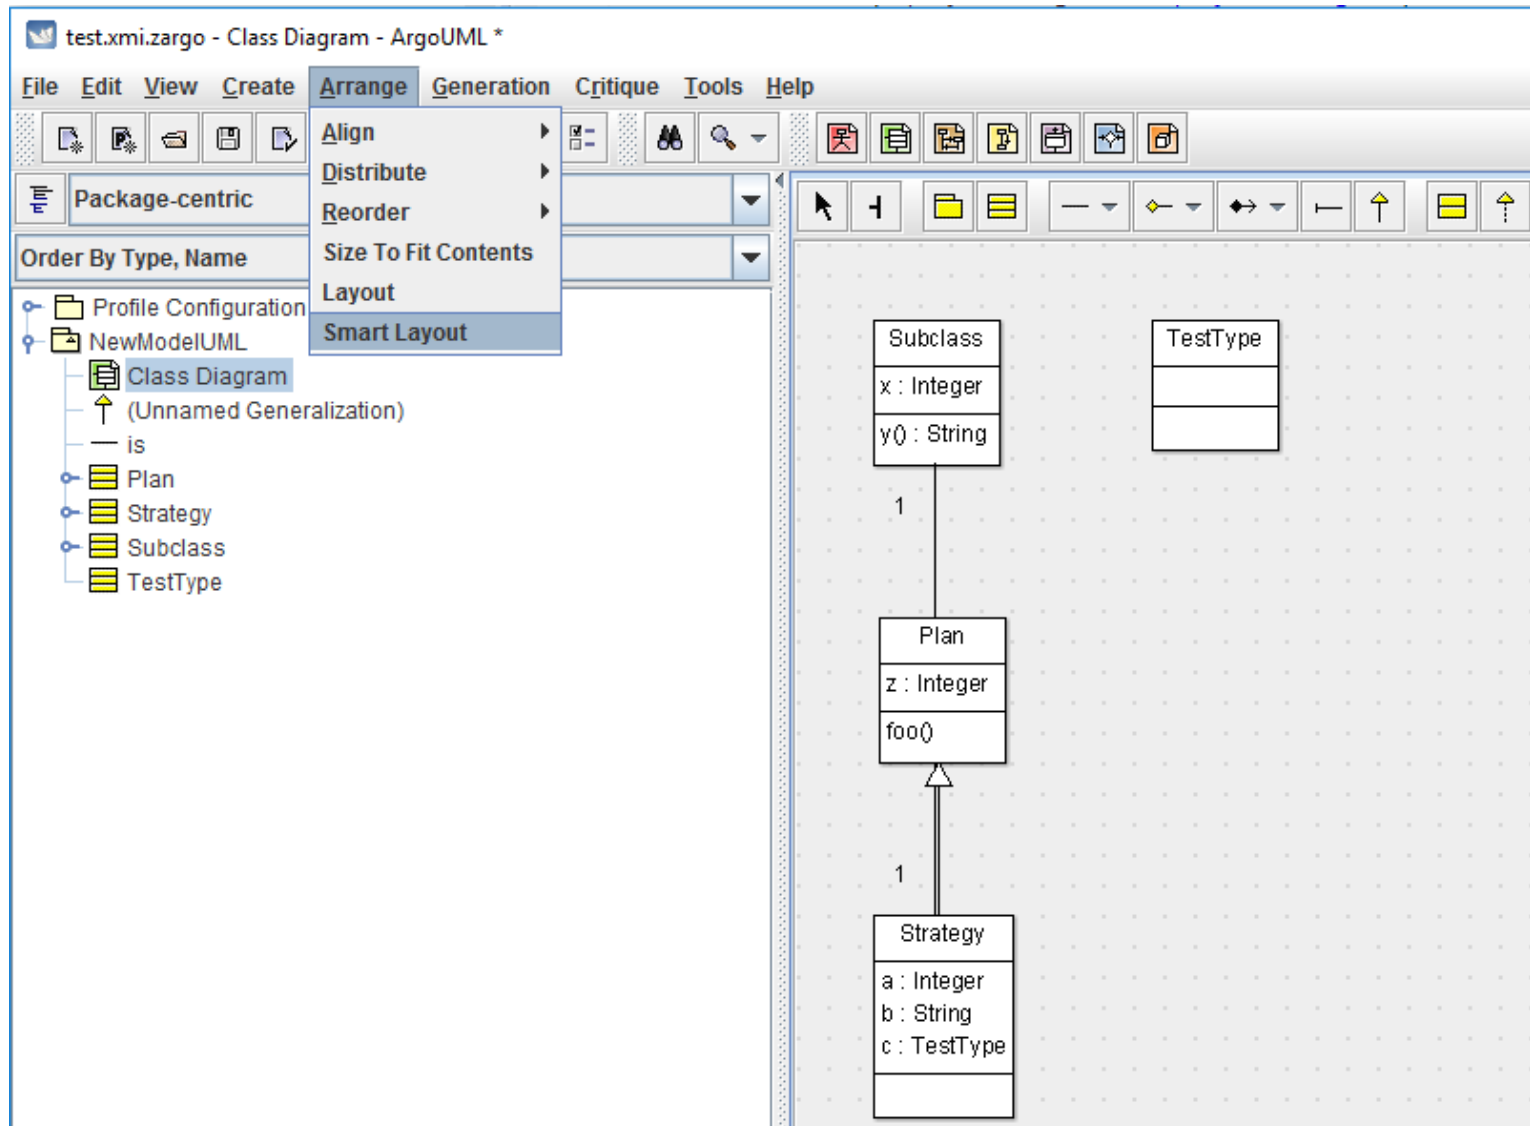 test.xmi.zargo - Class Diagram - ArgoUML *
File Edit View Create Arrange Generation Critique Tools Help
Align
Distribute
Reorder
Size To Fit Contents
Layout
Smart Layout
Package-centric
Order By Type, Name
Profile Configuration
NewModelUML
Class Diagram
(Unnamed Generalization)
is
Plan
Strategy
Subclass
TestType
Subclass
x : Integer
y() : String
TestType
1
Plan
z : Integer
foo()
1
Strategy
a : Integer
b : String
c : TestType